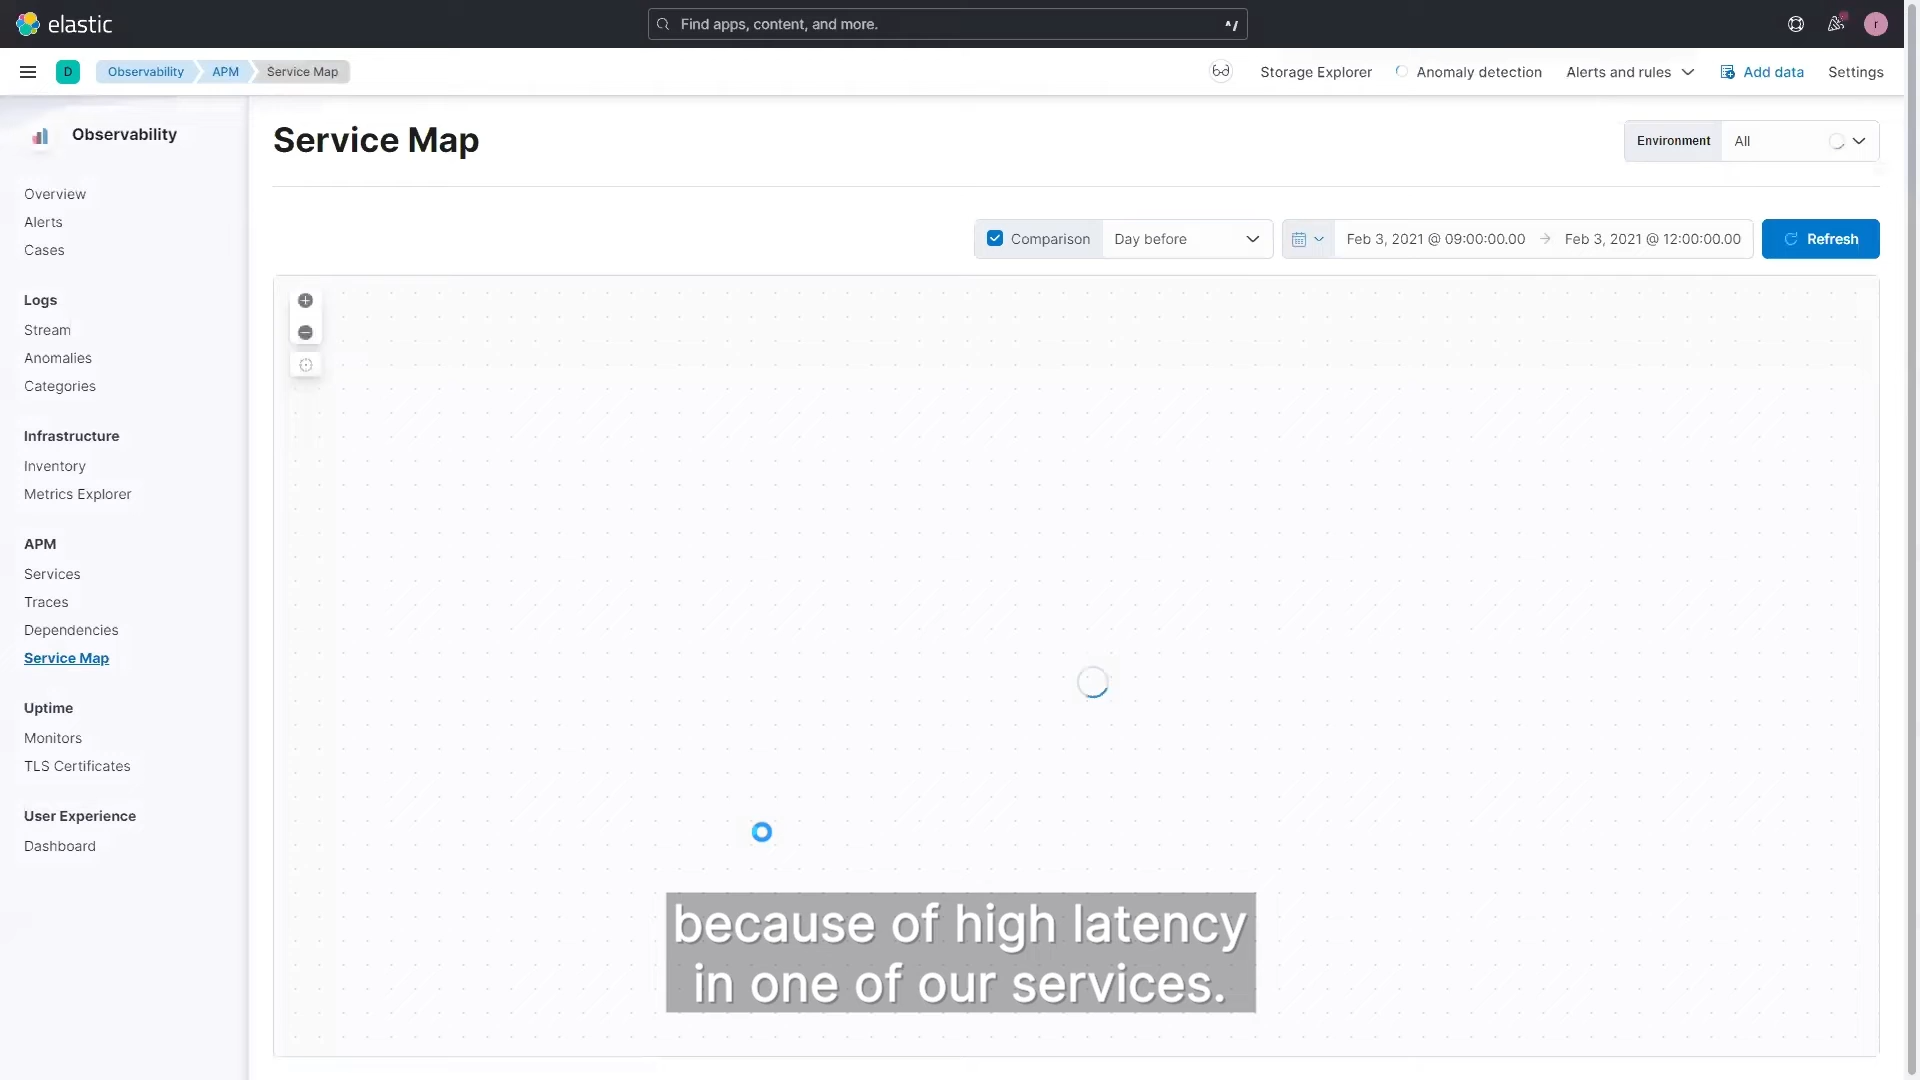 elastic
Find apps, content, and more.
^/
r
D
Observability
APM
Service Map
Storage Explorer
Anomaly detection
Alerts and rules
Add data
Settings
Observability
Service Map
Environment
All
Overview
Alerts
Cases
Comparison
Day before
Feb 3, 2021 @ 09:00:00.00
Feb 3, 2021 @ 12:00:00.00
Refresh
Logs
Stream
Anomalies
Categories
Infrastructure
Inventory
Metrics Explorer
APM
Services
Traces
Dependencies
Service Map
Uptime
Monitors
TLS Certificates
User Experience
Dashboard
because of high latency
in one of our services.